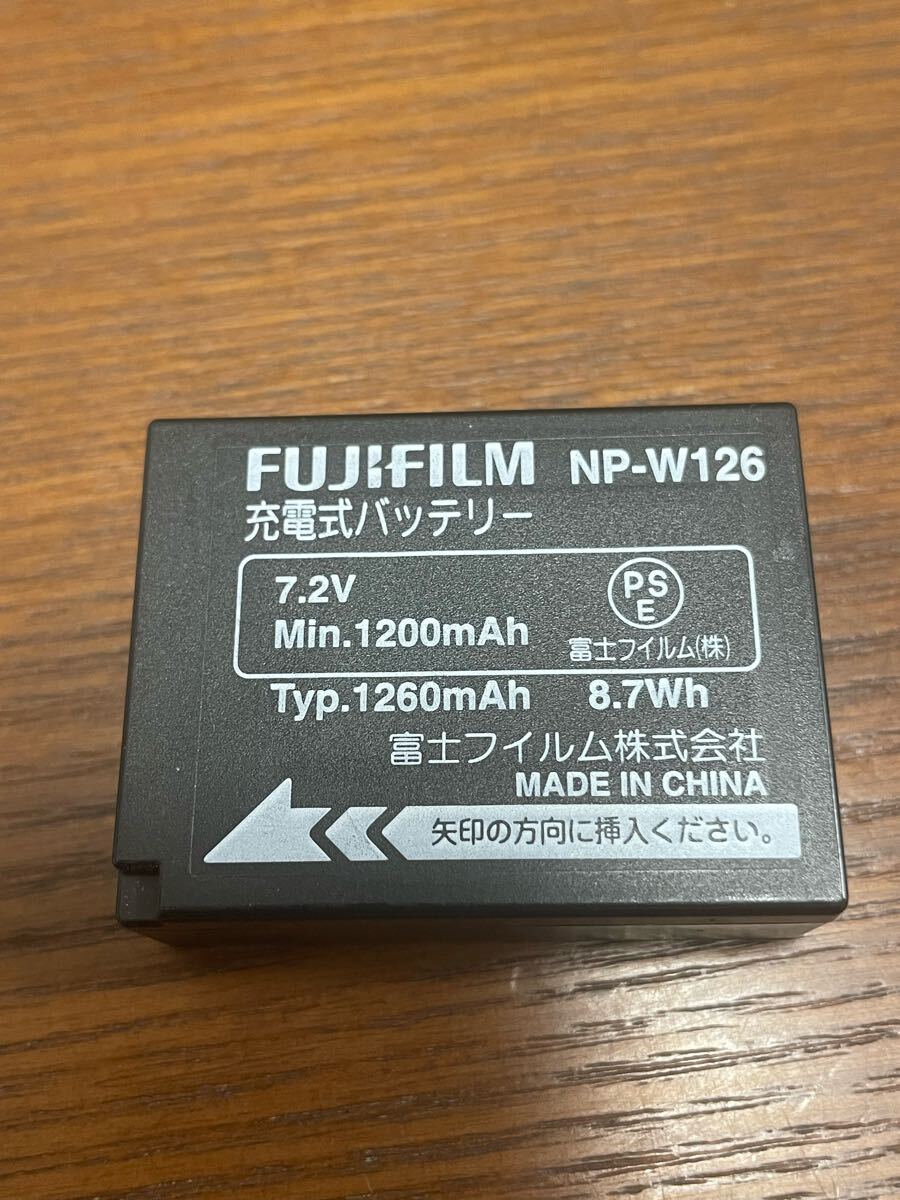 FUJIFILM NP-W126
充電式バッテリー
7.2V
Min.1200mAh
PS
E
富士フイルム(株)
Typ.1260mAh 8.7Wh
富士フイルム株式会社
MADE IN CHINA
矢印の方向に挿入ください。